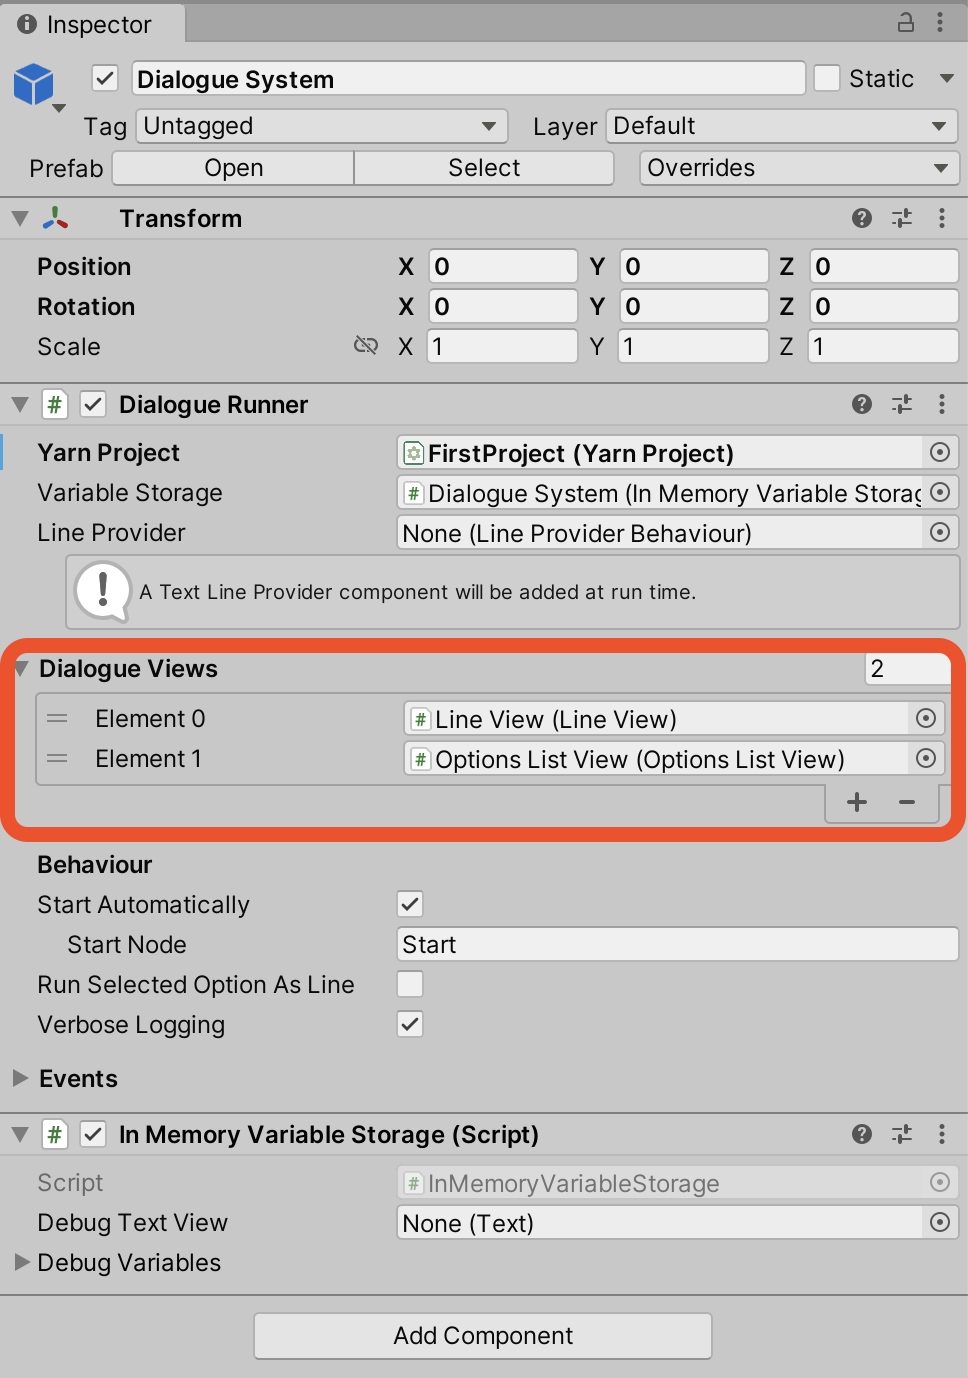 Inspector
Dialogue System Static
Tag Untagged Layer Default
Prefab Open Select Overrides
Transform
Position X 0 Y 0 Z 0
Rotation X 0 Y 0 Z 0
Scale X 1 Y 1 Z 1
# Dialogue Runner
Yarn Project FirstProject (Yarn Project)
Variable Storage # Dialogue System (In Memory Variable Storag
Line Provider None (Line Provider Behaviour)
! A Text Line Provider component will be added at run time.
Dialogue Views 2
Element 0 # Line View (Line View)
Element 1 # Options List View (Options List View)
+ −
Behaviour
Start Automatically
Start Node Start
Run Selected Option As Line
Verbose Logging
Events
# In Memory Variable Storage (Script)
Script # InMemoryVariableStorage
Debug Text View None (Text)
Debug Variables
Add Component